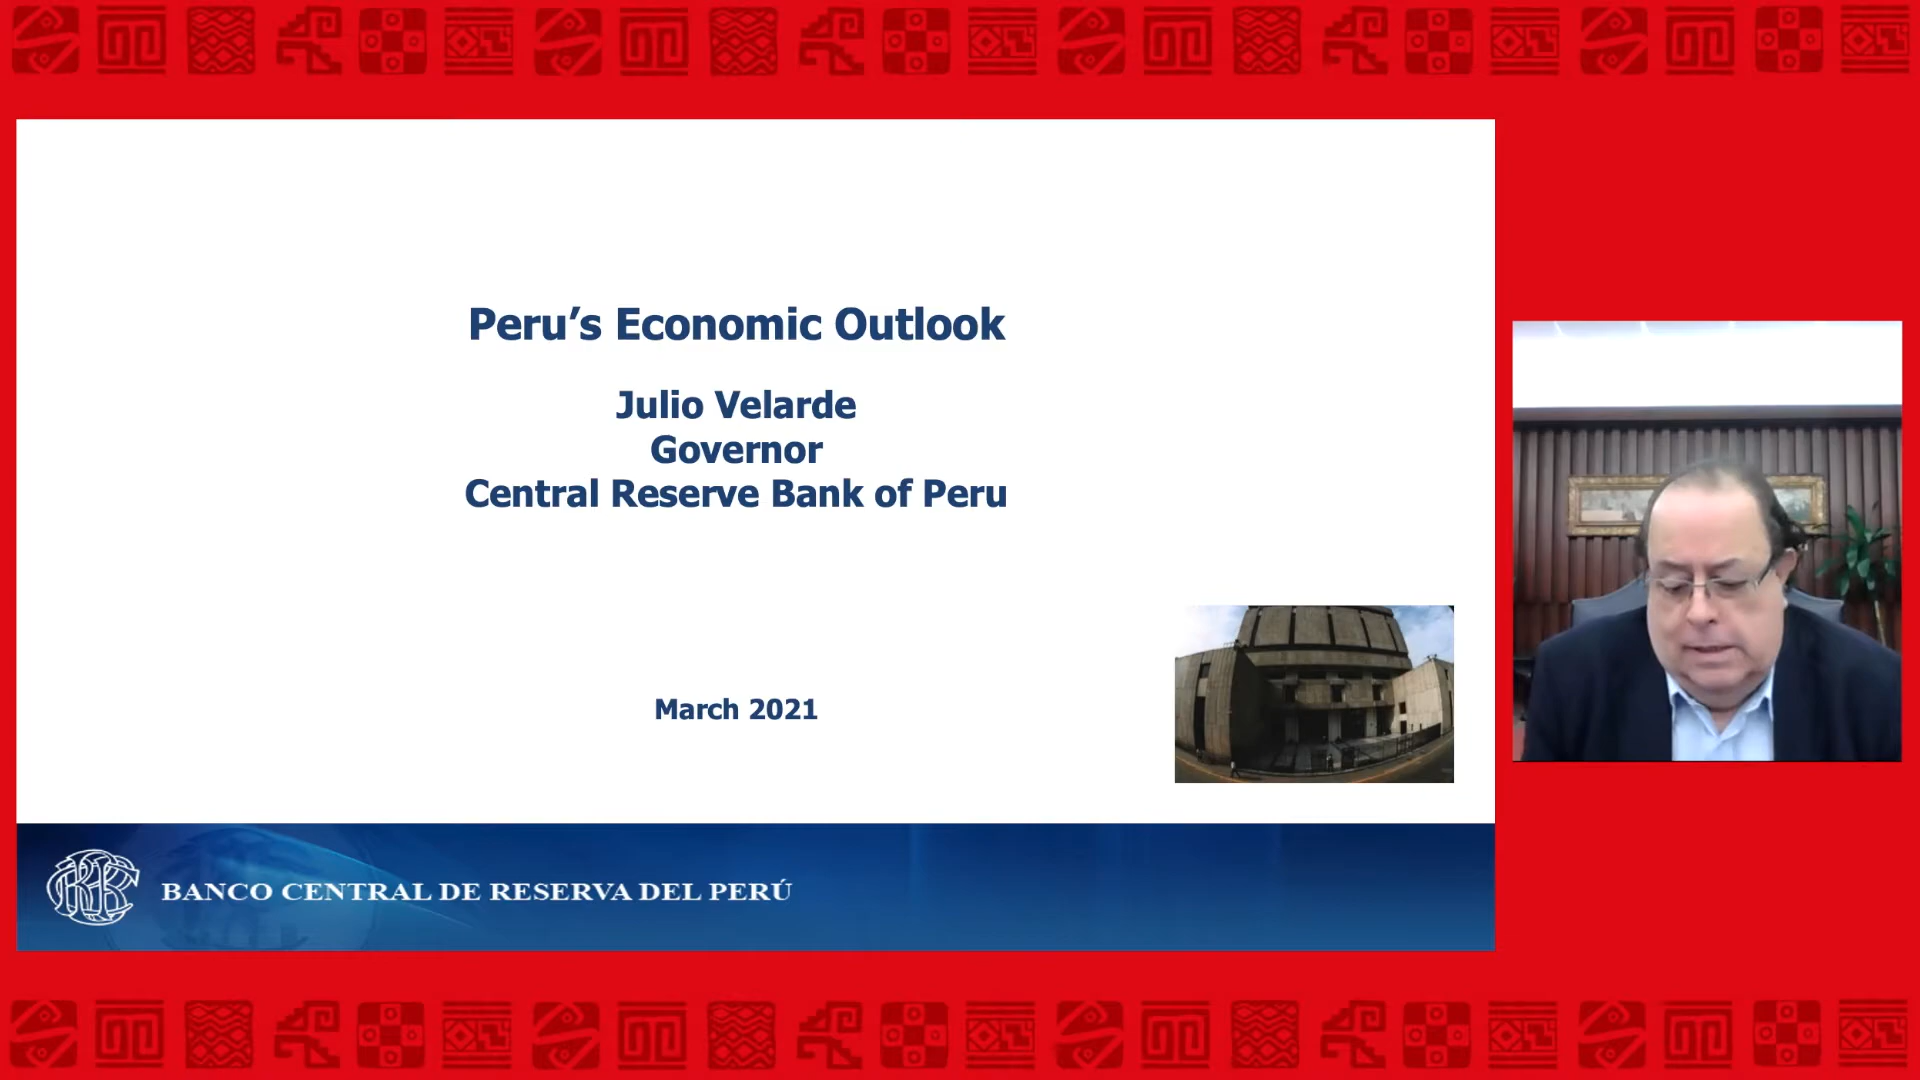 Peru’s Economic Outlook
Julio Velarde
Governor
Central Reserve Bank of Peru
March 2021
BANCO CENTRAL DE RESERVA DEL PERÚ